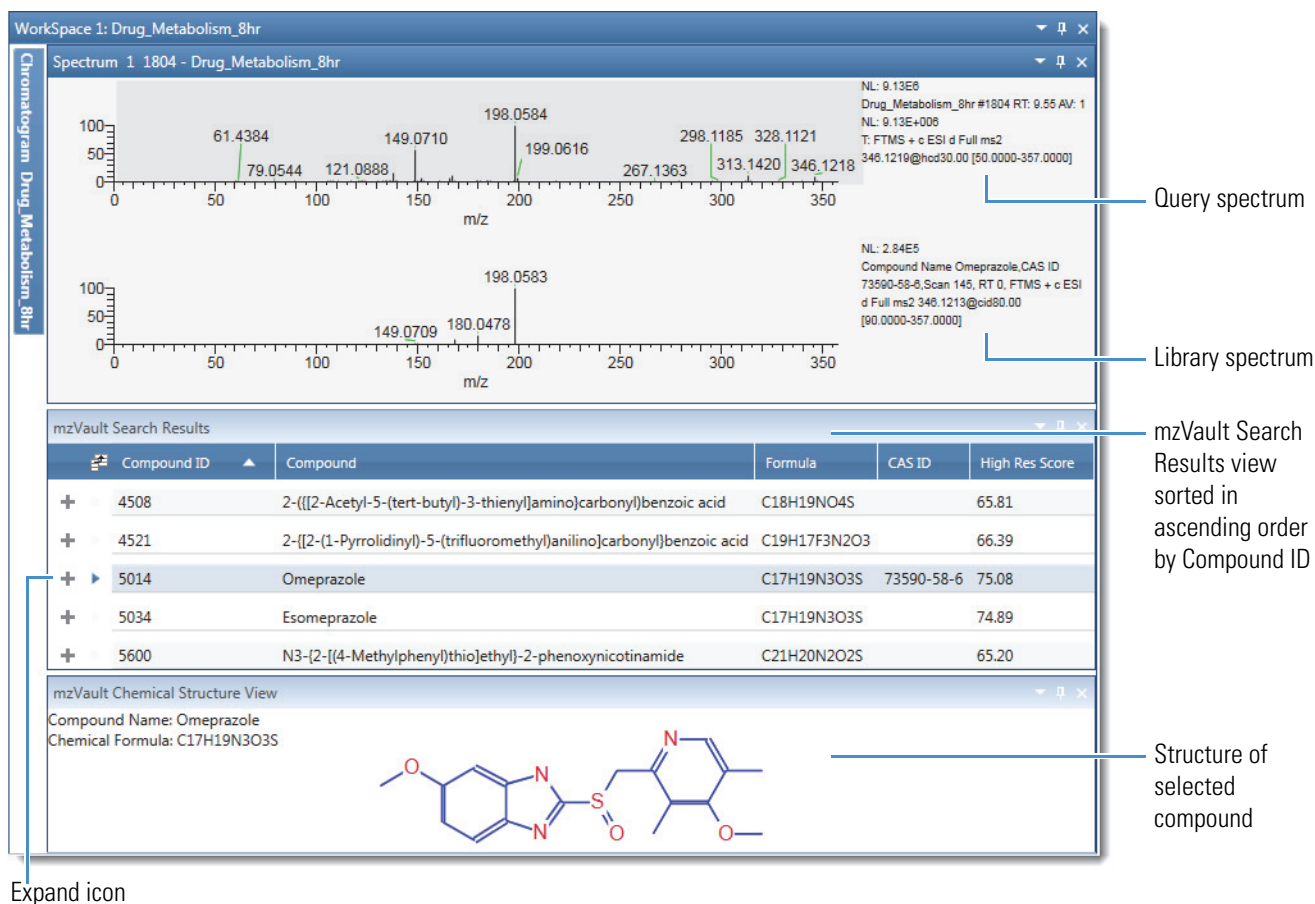 WorkSpace 1: Drug_Metabolism_8hr
Chromatogram Drug_Metabolism_8hr
Spectrum 1 1804 - Drug_Metabolism_8hr
NL: 9.13E6
Drug_Metabolism_8hr #1804 RT: 9.55 AV: 1
NL: 9.13E+006
T: FTMS + c ESI d Full ms2
346.1219@hcd30.00 [50.0000-357.0000]
198.0584
61.4384 149.0710 199.0616 298.1185 328.1121
79.0544 121.0888 267.1363 313.1420 346.1218
100
50
0
0 50 100 150 200 250 300 350
m/z
Query spectrum
NL: 2.84E5
Compound Name Omeprazole,CAS ID
73590-58-6,Scan 145, RT 0, FTMS + c ESI
d Full ms2 346.1213@cid80.00
[90.0000-357.0000]
198.0583
149.0709 180.0478
100
50
0
0 50 100 150 200 250 300 350
m/z
Library spectrum
mzVault Search Results
Compound ID Compound Formula CAS ID High Res Score
4508 2-({[2-Acetyl-5-(tert-butyl)-3-thienyl]amino}carbonyl)benzoic acid C18H19NO4S 65.81
4521 2-{[2-(1-Pyrrolidinyl)-5-(trifluoromethyl)anilino]carbonyl}benzoic acid C19H17F3N2O3 66.39
5014 Omeprazole C17H19N3O3S 73590-58-6 75.08
5034 Esomeprazole C17H19N3O3S 74.89
5600 N3-{2-[(4-Methylphenyl)thio]ethyl}-2-phenoxynicotinamide C21H20N2O2S 65.20
mzVault Search
Results view
sorted in
ascending order
by Compound ID
mzVault Chemical Structure View
Compound Name: Omeprazole
Chemical Formula: C17H19N3O3S
O
N
N
S
O
N
O
Structure of
selected
compound
Expand icon